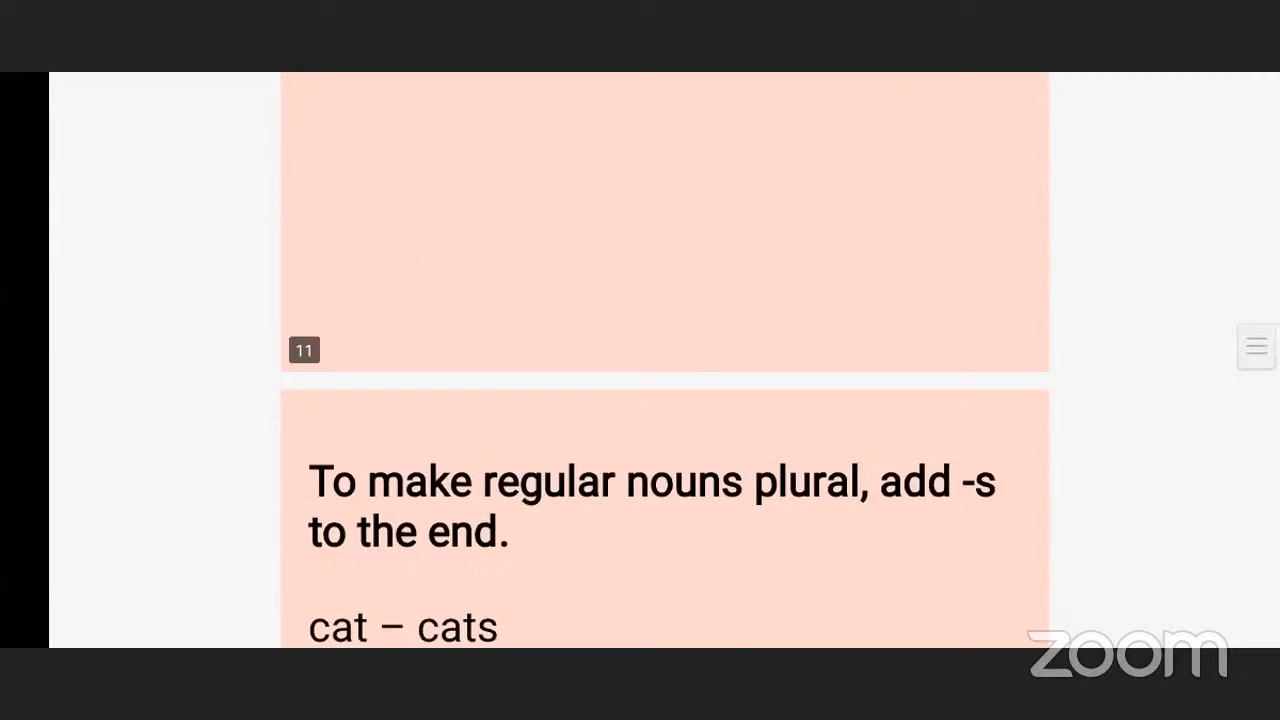 11
To make regular nouns plural, add -s
to the end.
cat – cats
zoom